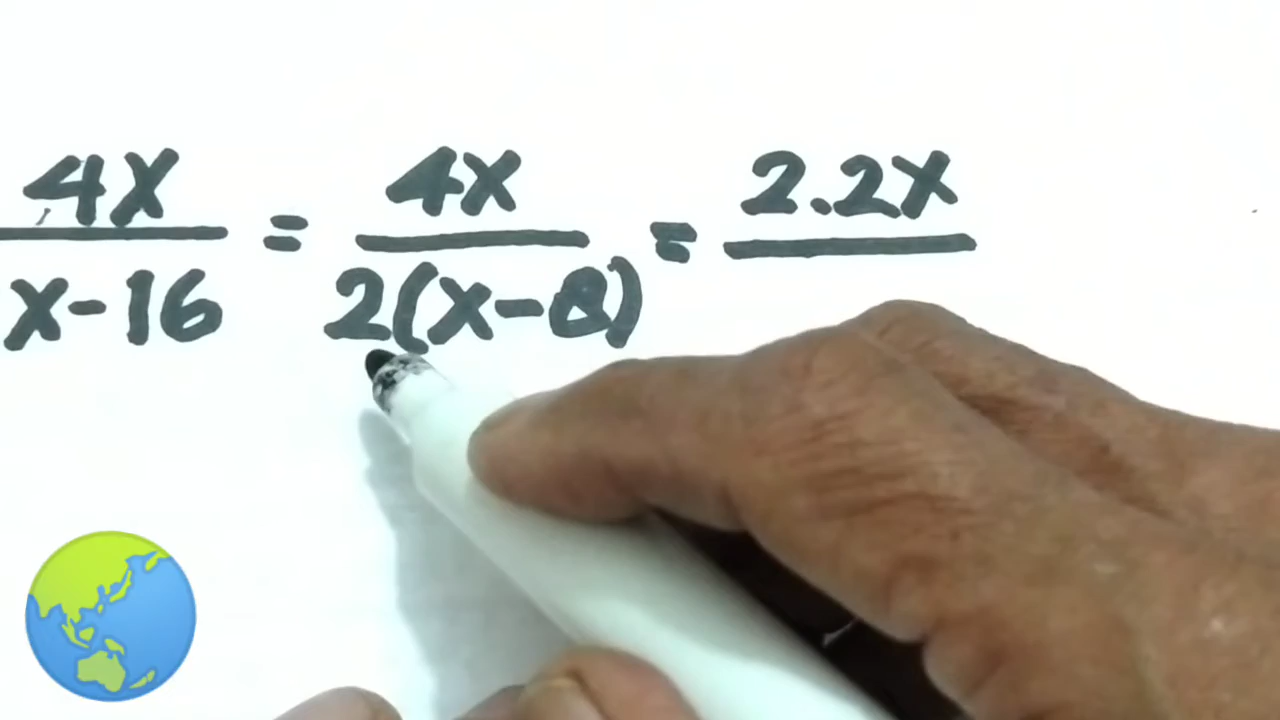 4x/x-16 = 4x/2(x-8) = 2.2x/